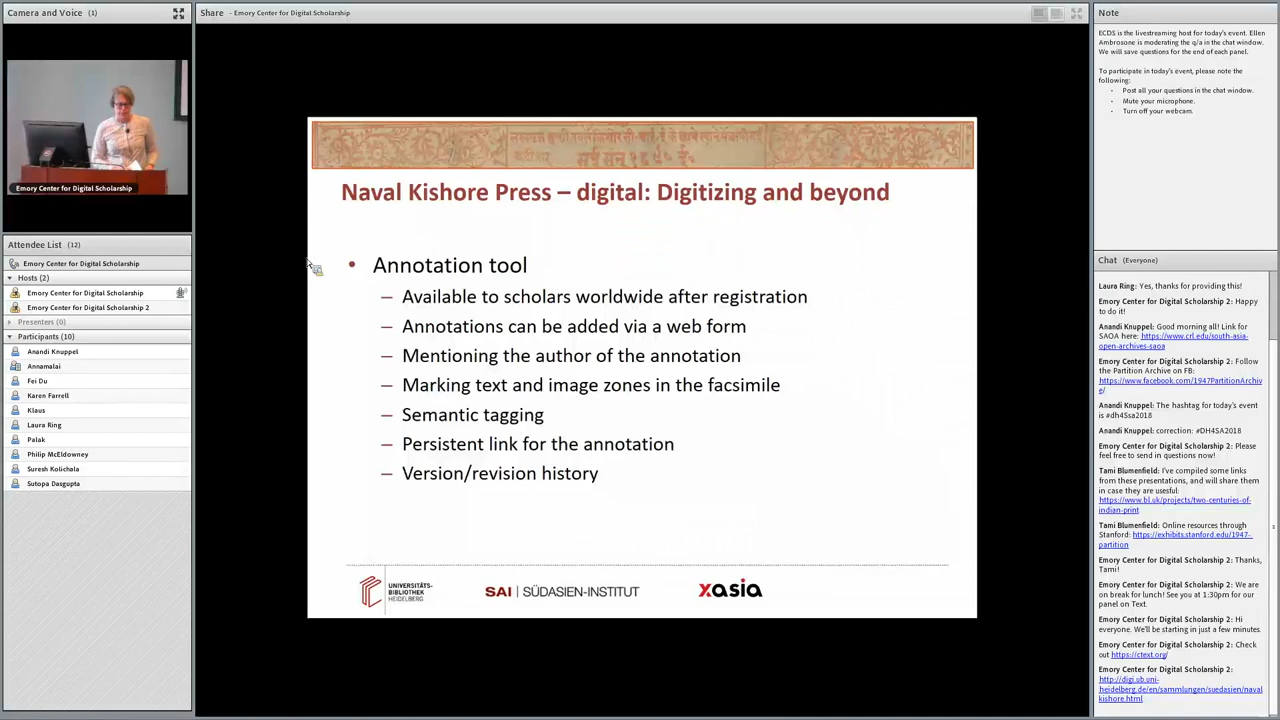 Camera and Voice (1)
Emory Center for Digital Scholarship
Attendee List (12)
Emory Center for Digital Scholarship
Hosts (2)
Emory Center for Digital Scholarship
Emory Center for Digital Scholarship 2
Presenters (0)
Participants (10)
Anandi Knuppel
Annamalai
Fei Du
Karen Farrell
Klaus
Laura Ring
Palak
Philip McEldowney
Suresh Kolichala
Sutopa Dasgupta
Share - Emory Center for Digital Scholarship
Naval Kishore Press – digital: Digitizing and beyond
• Annotation tool
– Available to scholars worldwide after registration
– Annotations can be added via a web form
– Mentioning the author of the annotation
– Marking text and image zones in the facsimile
– Semantic tagging
– Persistent link for the annotation
– Version/revision history
UNIVERSITÄTS-
BIBLIOTHEK
HEIDELBERG
SAI | SÜDASIEN-INSTITUT
xasia
Note
ECDS is the livestreaming host for today's event. Ellen
Ambrosone is moderating the q/a in the chat window.
We will save questions for the end of each panel.
To participate in today's event, please note the
following:
• Post all your questions in the chat window.
• Mute your microphone.
• Turn off your webcam.
Chat (Everyone)
Laura Ring: Yes, thanks for providing this!
Emory Center for Digital Scholarship 2: Happy
to do it!
Anandi Knuppel: Good morning all! Link for
SAOA here: https://www.crl.edu/south-asia-
open-archives-saoa
Emory Center for Digital Scholarship 2: Follow
the Partition Archive on FB:
https://www.facebook.com/1947PartitionArchiv
e/
Anandi Knuppel: The hashtag for today's event
is #dh4Ssa2018
Anandi Knuppel: correction: #DH4SA2018
Emory Center for Digital Scholarship 2: Please
feel free to send in questions now!
Tami Blumenfield: I've compiled some links
from these presentations, and will share them
in case they are usesful:
https://www.bl.uk/projects/two-centuries-of-
indian-print
Tami Blumenfield: Online resources through
Stanford: https://exhibits.stanford.edu/1947-
partition
Emory Center for Digital Scholarship 2: Thanks,
Tami!
Emory Center for Digital Scholarship 2: We are
on break for lunch! See you at 1:30pm for our
panel on Text.
Emory Center for Digital Scholarship 2: Hi
everyone. We'll be starting in just a few minutes.
Emory Center for Digital Scholarship 2: Check
out https://ctext.org/
Emory Center for Digital Scholarship 2:
http://digi.ub.uni-
heidelberg.de/en/sammlungen/suedasien/naval
kishore.html